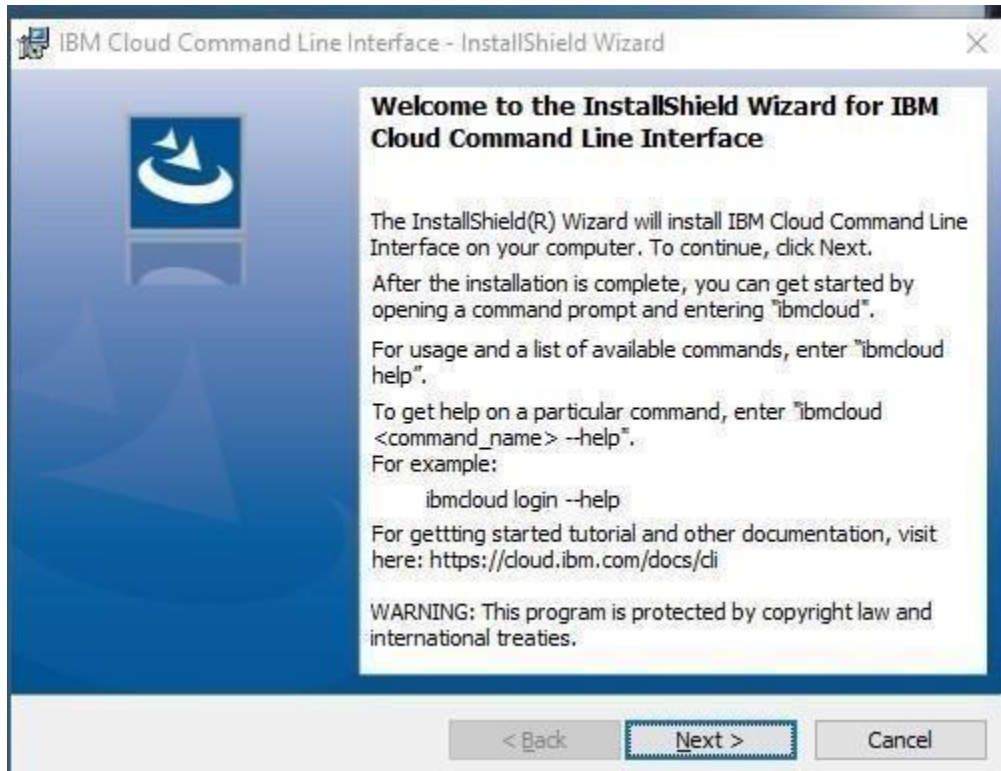 IBM Cloud Command Line Interface - InstallShield Wizard
Welcome to the InstallShield Wizard for IBM
Cloud Command Line Interface
The InstallShield(R) Wizard will install IBM Cloud Command Line
Interface on your computer. To continue, click Next.
After the installation is complete, you can get started by
opening a command prompt and entering "ibmcloud".
For usage and a list of available commands, enter "ibmcloud
help".
To get help on a particular command, enter "ibmcloud
<command_name> --help".
For example:
ibmcloud login --help
For gettting started tutorial and other documentation, visit
here: https://cloud.ibm.com/docs/cli
WARNING: This program is protected by copyright law and
international treaties.
< Back
Next >
Cancel